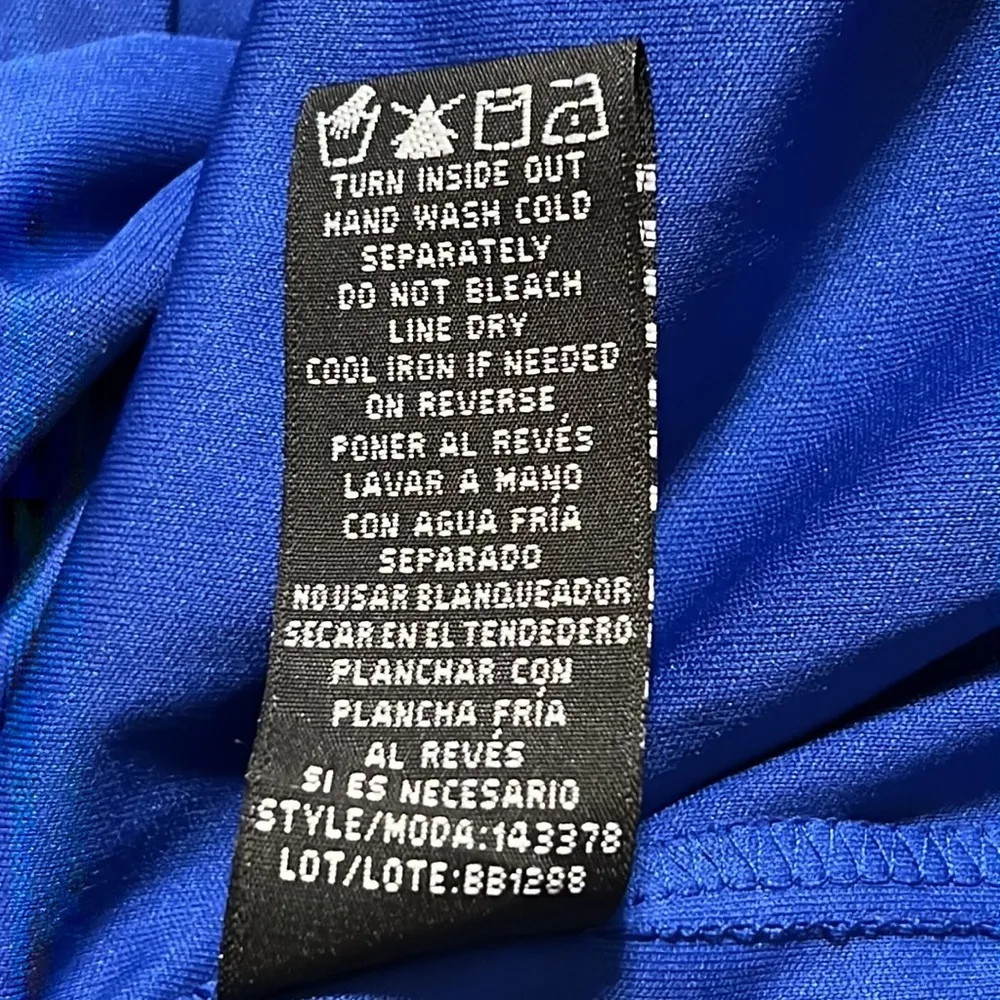 TURN INSIDE OUT
HAND WASH COLD
SEPARATELY
DO NOT BLEACH
LINE DRY
COOL IRON IF NEEDED
ON REVERSE
PONER AL REVÉS
LAVAR A MANO
CON AGUA FRÍA
SEPARADO
NO USAR BLANQUEADOR
SECAR EN EL TENDEDERO
PLANCHAR CON
PLANCHA FRÍA
AL REVÉS
SI ES NECESARIO
STYLE/MODA:143378
LOT/LOTE:BB1288